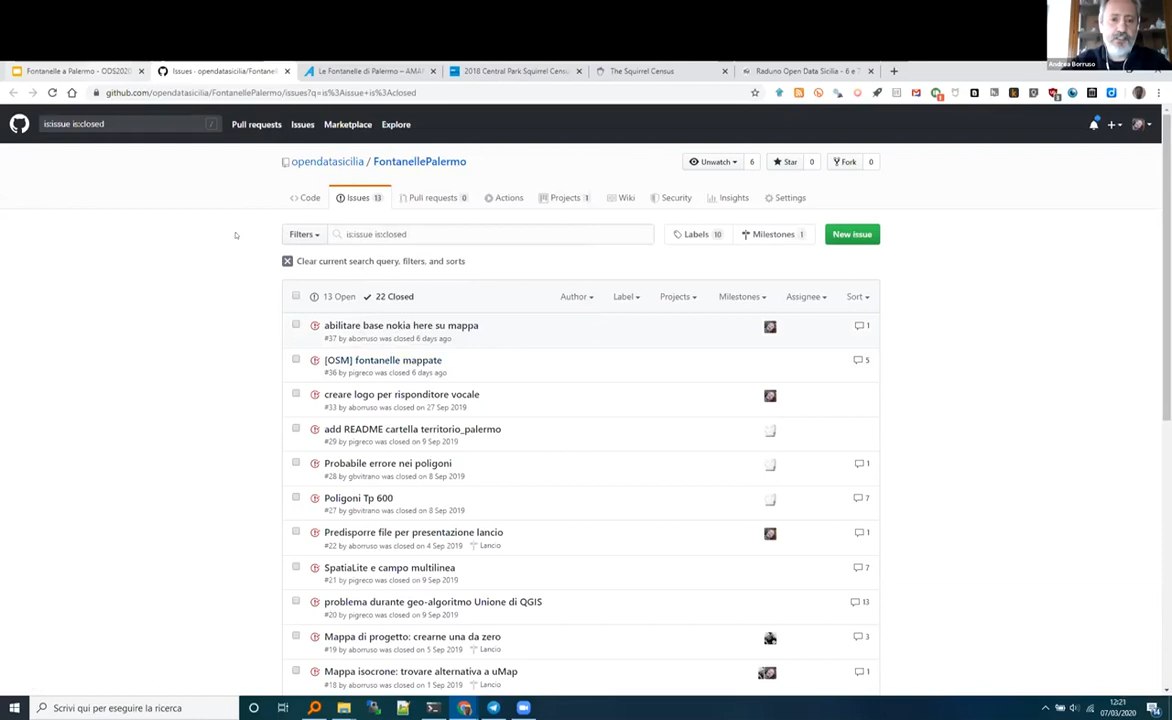 Andrea Borruso
Fontanelle a Palermo - ODS2020
Issues · opendatasicilia/Fontanel
Le Fontanelle di Palermo – AMA
2018 Central Park Squirrel Censu
The Squirrel Census
Raduno Open Data Sicilia - 6 e 7
github.com/opendatasicilia/FontanellePalermo/issues?q=is%3Aissue+is%3Aclosed
is:issue is:closed /
Pull requests Issues Marketplace Explore
opendatasicilia / FontanellePalermo
Unwatch 6 Star 0 Fork 0
Code Issues 13 Pull requests 0 Actions Projects 1 Wiki Security Insights Settings
Filters is:issue is:closed Labels 10 Milestones 1 New issue
Clear current search query, filters, and sorts
13 Open 22 Closed Author Label Projects Milestones Assignee Sort
abilitare base nokia here su mappa 1
#37 by aborruso was closed 6 days ago
[OSM] fontanelle mappate 5
#36 by pigreco was closed 6 days ago
creare logo per risponditore vocale
#33 by aborruso was closed on 27 Sep 2019
add README cartella territorio_palermo
#29 by pigreco was closed on 9 Sep 2019
Probabile errore nei poligoni 1
#28 by gbvitrano was closed on 8 Sep 2019
Poligoni Tp 600 7
#27 by gbvitrano was closed on 8 Sep 2019
Predisporre file per presentazione lancio 1
#22 by aborruso was closed on 4 Sep 2019 Lancio
SpatiaLite e campo multilinea 7
#21 by pigreco was closed on 9 Sep 2019
problema durante geo-algoritmo Unione di QGIS 13
#20 by pigreco was closed on 9 Sep 2019
Mappa di progetto: crearne una da zero 3
#19 by aborruso was closed on 5 Sep 2019 Lancio
Mappa isocrone: trovare alternativa a uMap 1
#18 by aborruso was closed on 1 Sep 2019 Lancio
Scrivi qui per eseguire la ricerca
12:21
07/03/2020